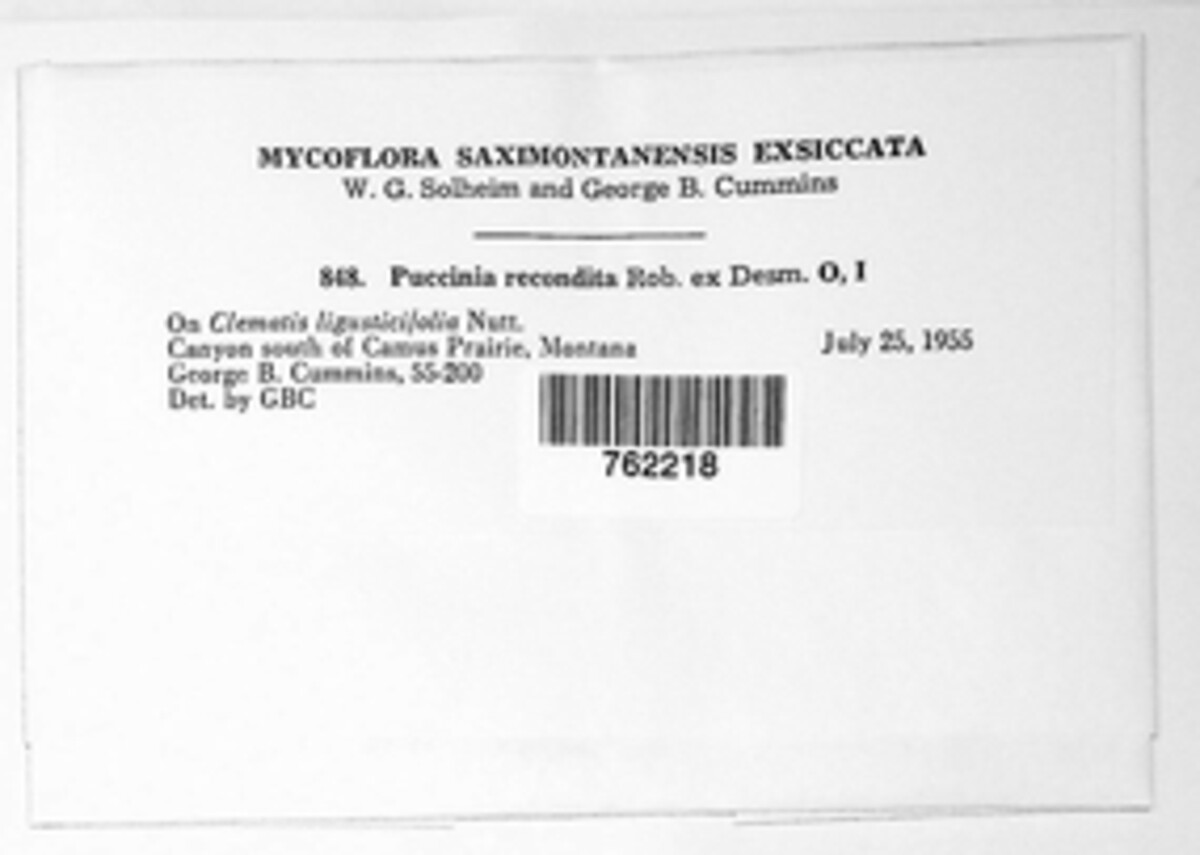 MYCOFLORA SAXIMONTANENSIS EXSICCATA
W. G. Solheim and George B. Cummins
848. Puccinia recondita Rob. ex Desm. O, I
On Clematis ligusticifolia Nutt.
Canyon south of Camus Prairie, Montana July 25, 1955
George B. Cummins, 55-200
Det. by GBC
762218